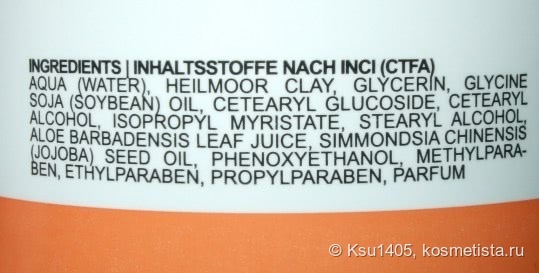 INGREDIENTS | INHALTSSTOFFE NACH INCI (CTFA)
AQUA (WATER), HEILMOOR CLAY, GLYCERIN, GLYCINE
SOJA (SOYBEAN) OIL, CETEARYL GLUCOSIDE, CETEARYL
ALCOHOL, ISOPROPYL MYRISTATE, STEARYL ALCOHOL,
ALOE BARBADENSIS LEAF JUICE, SIMMONDSIA CHINENSIS
(JOJOBA) SEED OIL, PHENOXYETHANOL, METHYLPARA-
BEN, ETHYLPARABEN, PROPYLPARABEN, PARFUM
© Ksu1405, kosmetista.ru